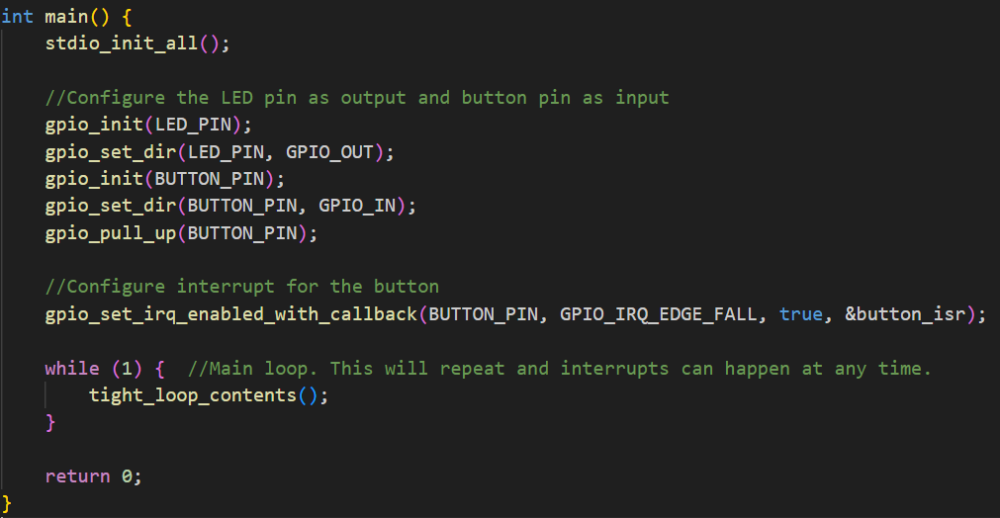 int main() {
    stdio_init_all();

    //Configure the LED pin as output and button pin as input
    gpio_init(LED_PIN);
    gpio_set_dir(LED_PIN, GPIO_OUT);
    gpio_init(BUTTON_PIN);
    gpio_set_dir(BUTTON_PIN, GPIO_IN);
    gpio_pull_up(BUTTON_PIN);

    //Configure interrupt for the button
    gpio_set_irq_enabled_with_callback(BUTTON_PIN, GPIO_IRQ_EDGE_FALL, true, &button_isr);

    while (1) {  //Main loop. This will repeat and interrupts can happen at any time.
        tight_loop_contents();
    }

    return 0;
}